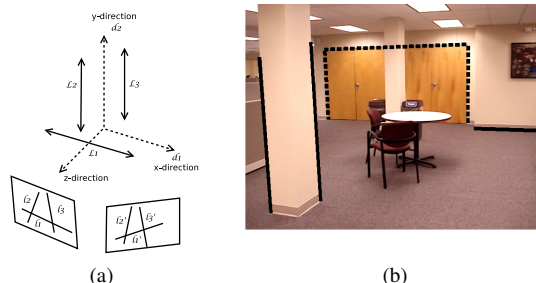 y-direction
d2
L2
L3
L1
d1
x-direction
z-direction
l2
l3
l1
l2'
l3'
l1'
(a)
(b)